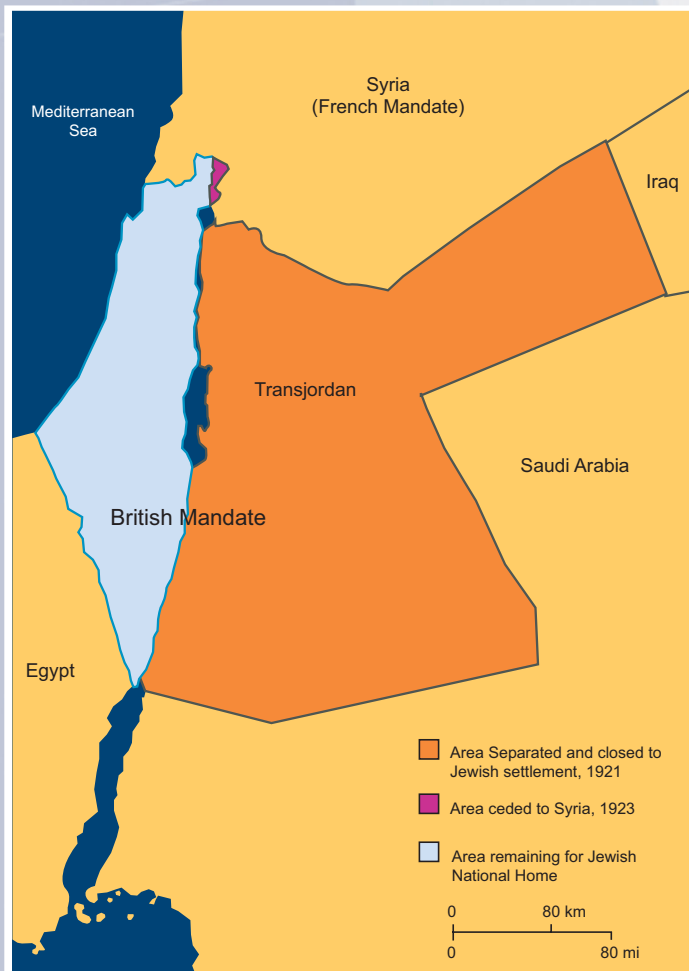 Syria
(French Mandate)
Mediterranean
Sea
Iraq
Transjordan
Saudi Arabia
British Mandate
Egypt
Area Separated and closed to
Jewish settlement, 1921
Area ceded to Syria, 1923
Area remaining for Jewish
National Home
0 80 km
0 80 mi